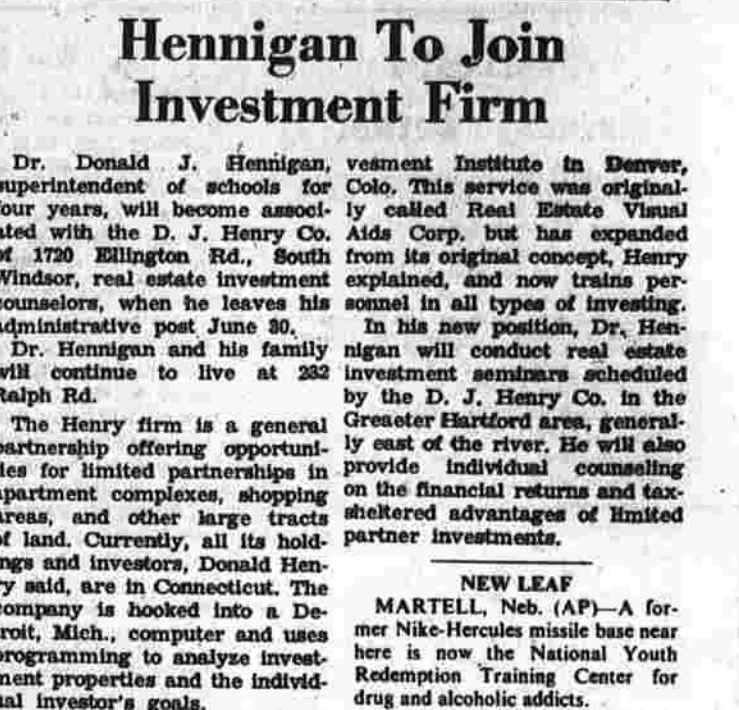 Hennigan To Join
Investment Firm
Dr. Donald J. Hennigan,
superintendent of schools for
our years, will become associ-
ated with the D. J. Henry Co.
of 1720 Ellington Rd., South
Windsor, real estate investment
counselors, when he leaves his
administrative post June 30.
Dr. Hennigan and his family
will continue to live at 232
Ralph Rd.
The Henry firm is a general
partnership offering opportuni-
ies for limited partnerships in
apartment complexes, shopping
areas, and other large tracts
of land. Currently, all its hold-
ngs and investors, Donald Hen-
ry said, are in Connecticut. The
company is hooked into a De-
roit, Mich., computer and uses
programming to analyze invest-
ment properties and the individ-
ual investor's goals.
vesment Institute in Denver,
Colo. This service was original-
ly called Real Estate Visual
Aids Corp. but has expanded
from its original concept, Henry
explained, and now trains per-
sonnel in all types of investing.
In his new position, Dr. Hen-
nigan will conduct real estate
investment seminars scheduled
by the D. J. Henry Co. in the
Greaeter Hartford area, general-
ly east of the river. He will also
provide individual counseling
on the financial returns and tax-
sheltered advantages of limited
partner investments.
NEW LEAF
MARTELL, Neb. (AP)—A for-
mer Nike-Hercules missile base near
here is now the National Youth
Redemption Training Center for
drug and alcoholic addicts.